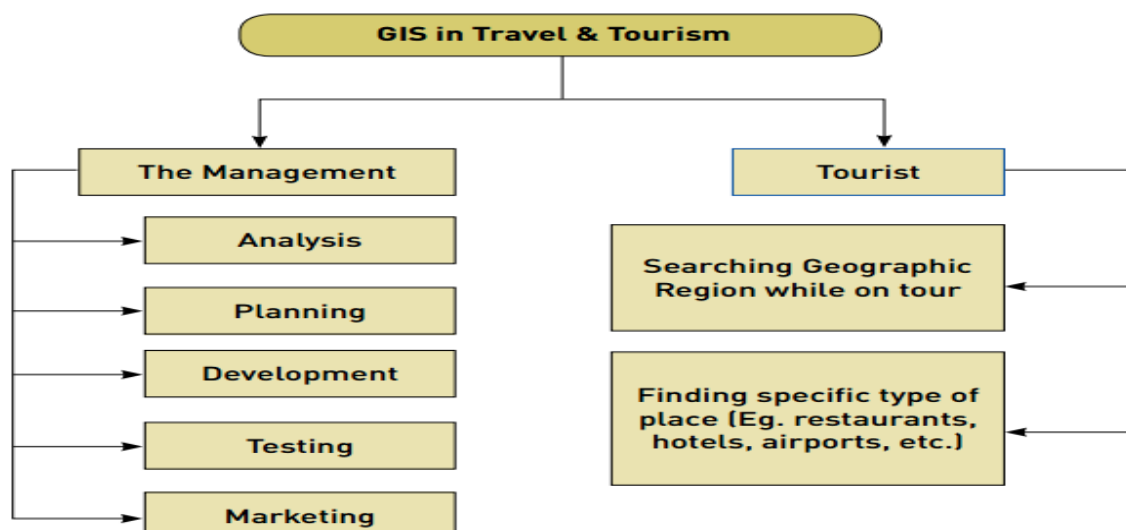 GIS in Travel & Tourism
The Management
Analysis
Planning
Development
Testing
Marketing
Tourist
Searching Geographic
Region while on tour
Finding specific type of
place (Eg. restaurants,
hotels, airports, etc.)